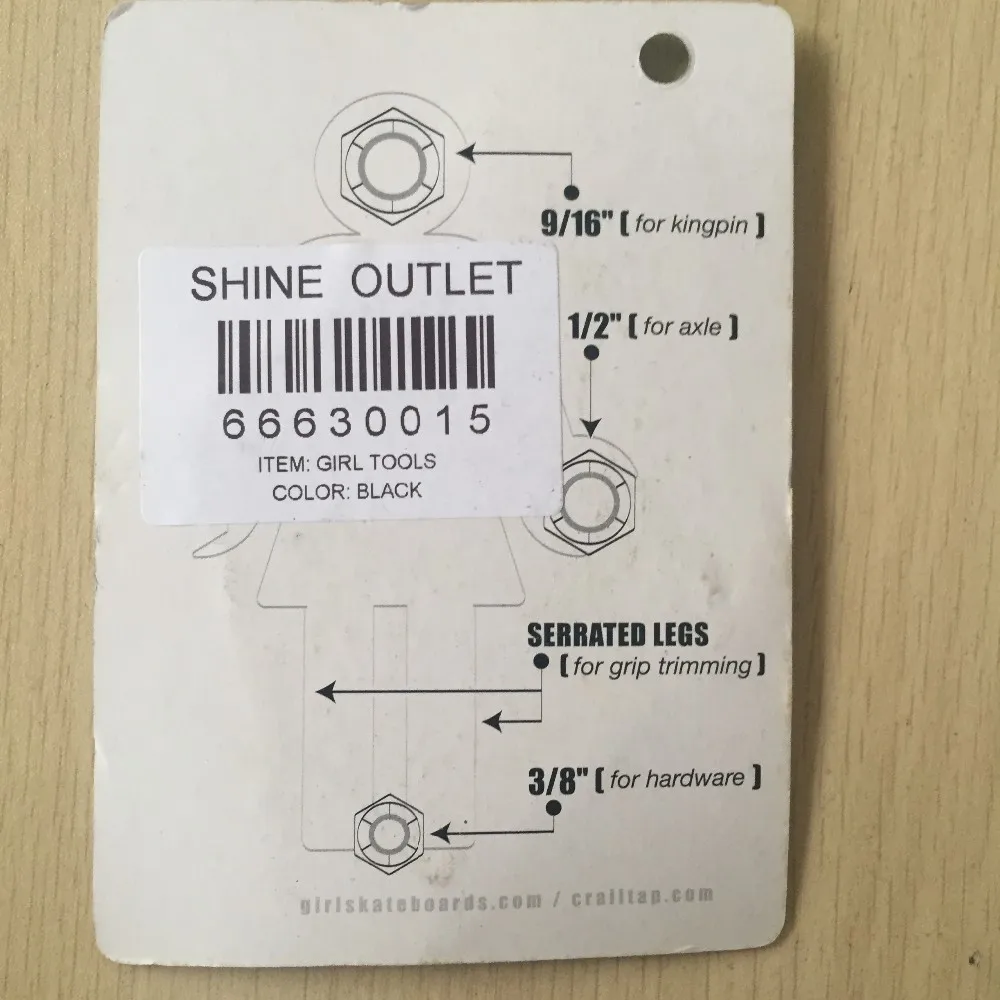 9/16" [ for kingpin ]
SHINE OUTLET
66630015
ITEM: GIRL TOOLS
COLOR: BLACK
1/2" [ for axle ]
SERRATED LEGS
[ for grip trimming ]
3/8" [ for hardware ]
girlskateboards.com / crailtap.com